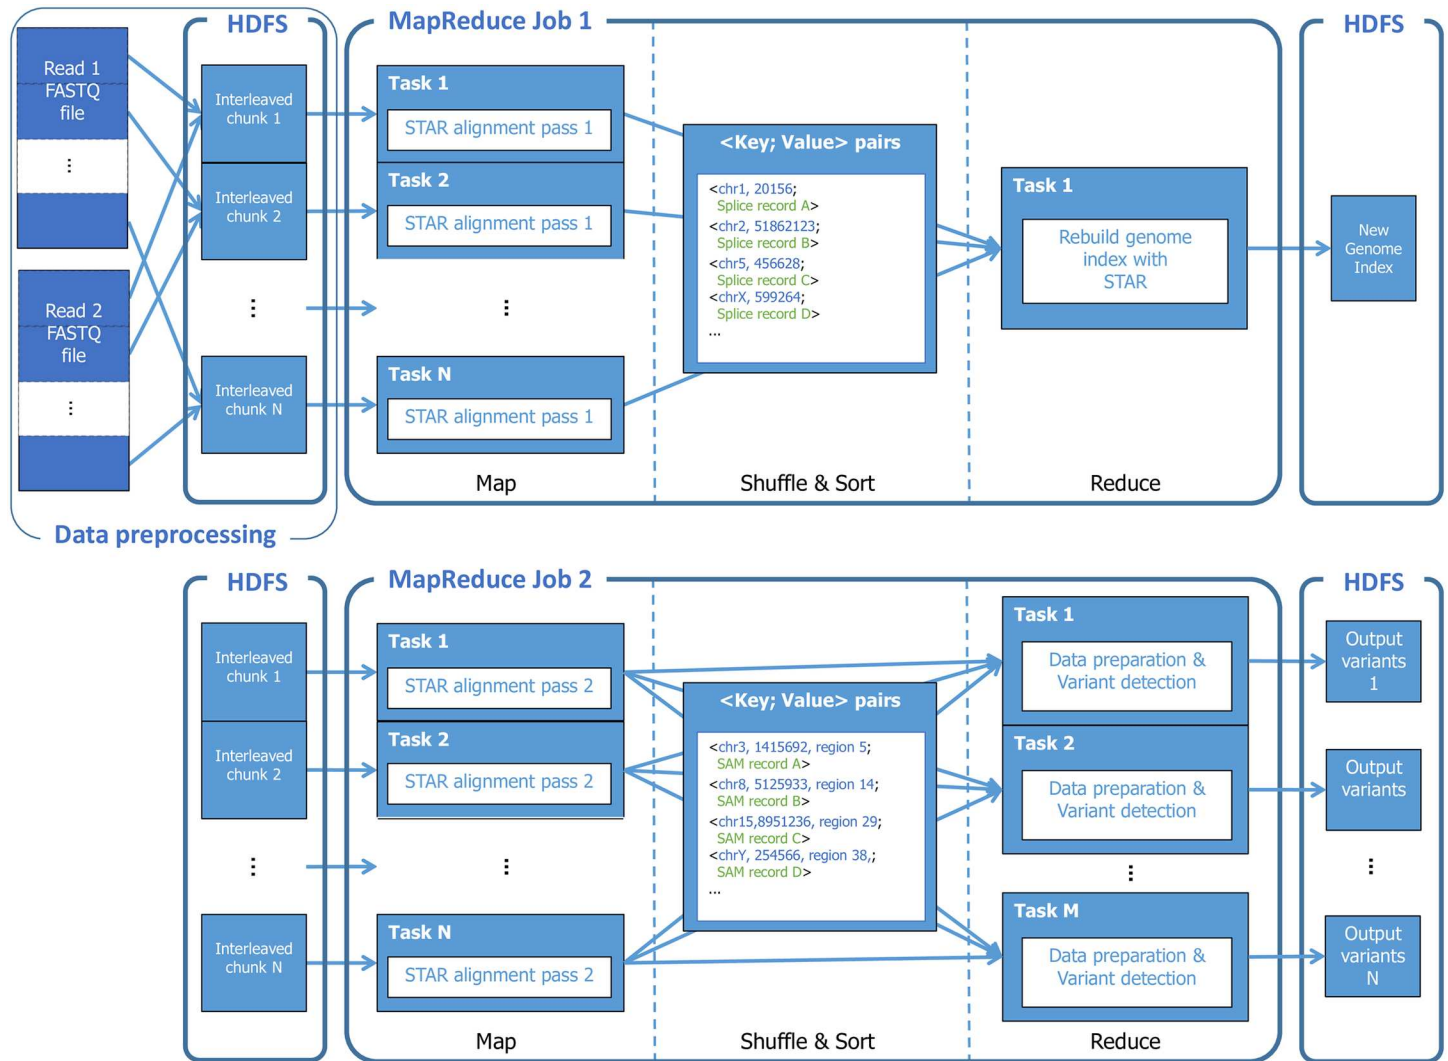 HDFS
MapReduce Job 1
HDFS
Read 1
FASTQ
file
...
Read 2
FASTQ
file
...
Interleaved
chunk 1
Interleaved
chunk 2
...
Interleaved
chunk N
Data preprocessing
Task 1
STAR alignment pass 1
Task 2
STAR alignment pass 1
...
Task N
STAR alignment pass 1
Map
<Key; Value> pairs
<chr1, 20156;
Splice record A>
<chr2, 51862123;
Splice record B>
<chr5, 456628;
Splice record C>
<chrX, 599264;
Splice record D>
...
Shuffle & Sort
Task 1
Rebuild genome
index with
STAR
Reduce
New
Genome
Index
HDFS
MapReduce Job 2
HDFS
Interleaved
chunk 1
Interleaved
chunk 2
...
Interleaved
chunk N
Task 1
STAR alignment pass 2
Task 2
STAR alignment pass 2
...
Task N
STAR alignment pass 2
Map
<Key; Value> pairs
<chr3, 1415692, region 5;
SAM record A>
<chr8, 5125933, region 14;
SAM record B>
<chr15,8951236, region 29;
SAM record C>
<chrY, 254566, region 38,;
SAM record D>
...
Shuffle & Sort
Task 1
Data preparation &
Variant detection
Task 2
Data preparation &
Variant detection
...
Task M
Data preparation &
Variant detection
Reduce
Output
variants
1
Output
variants
...
Output
variants
N